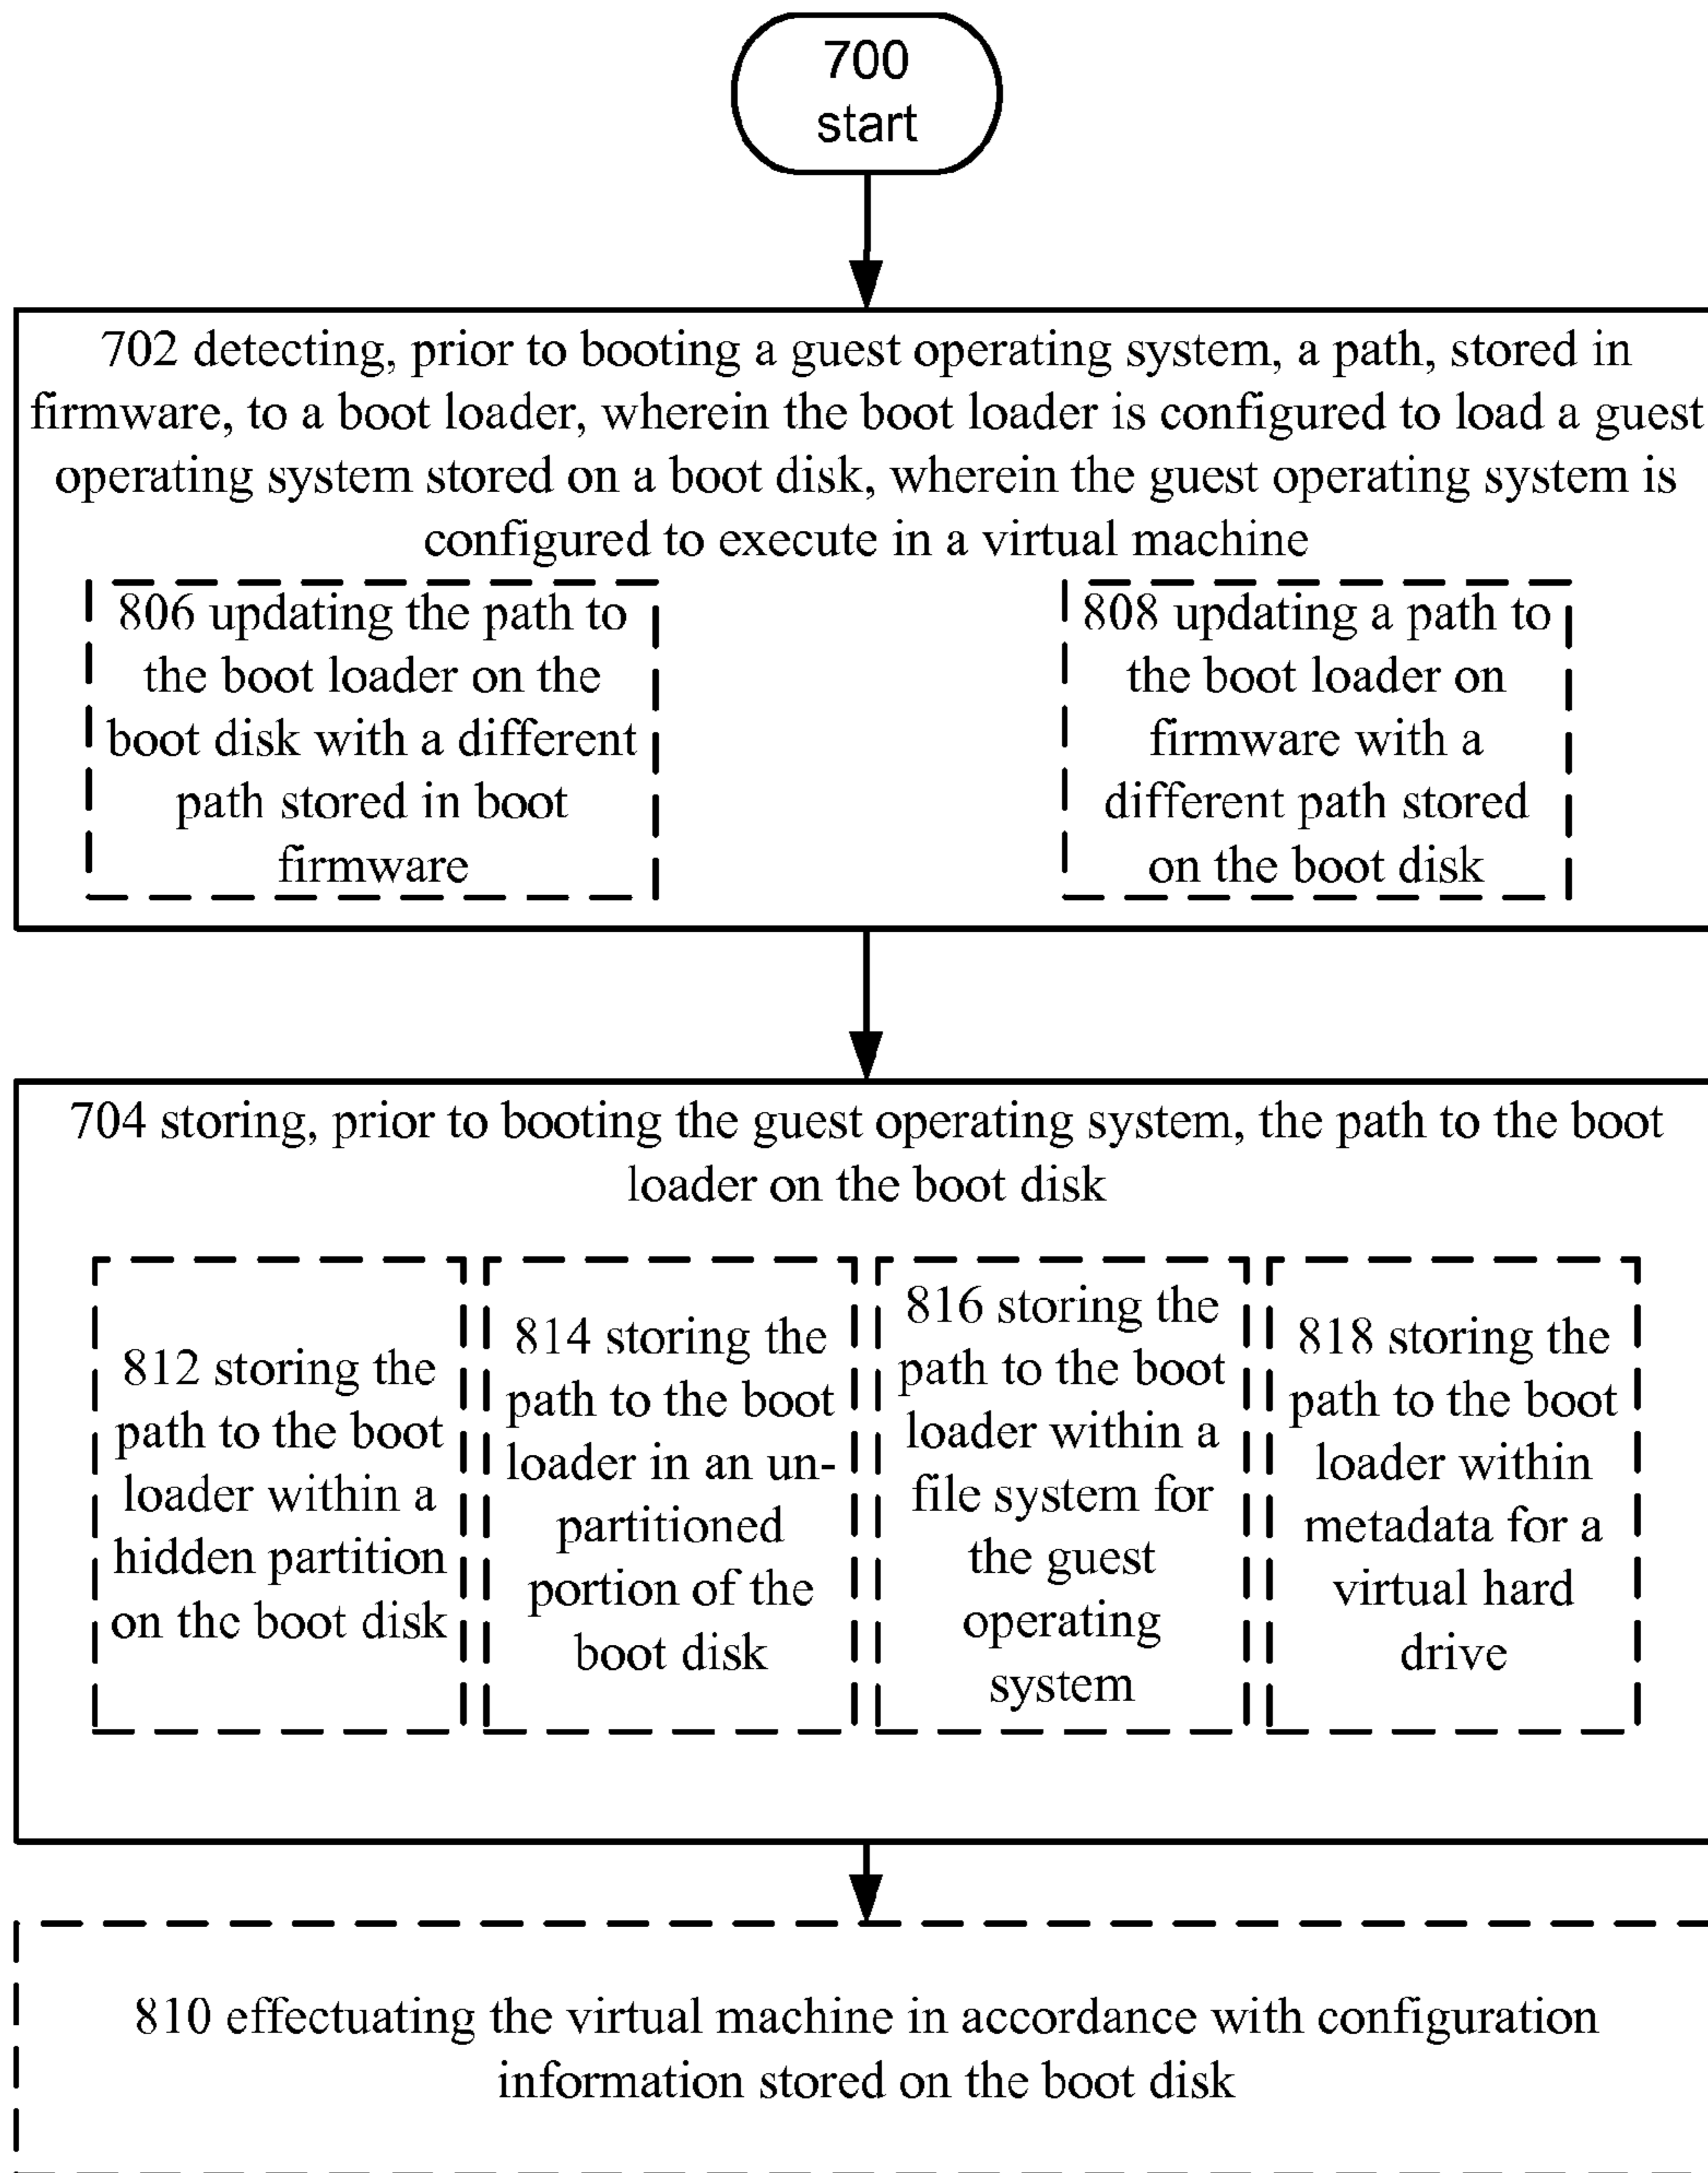 700
start
702 detecting, prior to booting a guest operating system, a path, stored in
firmware, to a boot loader, wherein the boot loader is configured to load a guest
operating system stored on a boot disk, wherein the guest operating system is
configured to execute in a virtual machine
806 updating the path to
the boot loader on the
boot disk with a different
path stored in boot
firmware
808 updating a path to
the boot loader on
firmware with a
different path stored
on the boot disk
704 storing, prior to booting the guest operating system, the path to the boot
loader on the boot disk
812 storing the
path to the boot
loader within a
hidden partition
on the boot disk
814 storing the
path to the boot
loader in an un-
partitioned
portion of the
boot disk
816 storing the
path to the boot
loader within a
file system for
the guest
operating
system
818 storing the
path to the boot
loader within
metadata for a
virtual hard
drive
810 effectuating the virtual machine in accordance with configuration
information stored on the boot disk